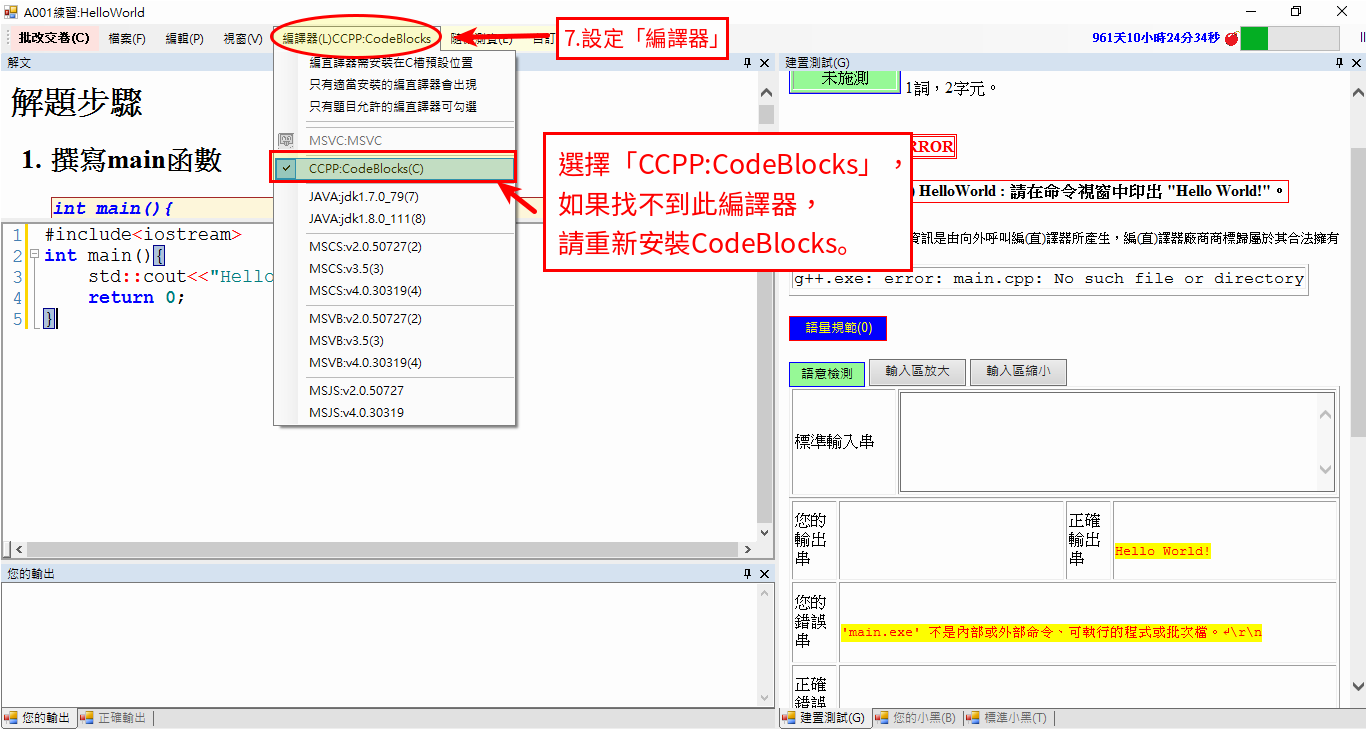 A001練習:HelloWorld
批改交卷(C) 檔案(F) 編輯(P) 視窗(V) 編譯器(L)CCPP:CodeBlocks
7.設定「編譯器」
961天10小時24分34秒
解文
編直譯器需安裝在C槽預設位置
只有適當安裝的編直譯器會出現
只有題目允許的編直譯器可勾選
MSVC:MSVC
CCPP:CodeBlocks(C)
JAVA:jdk1.7.0_79(7)
JAVA:jdk1.8.0_111(8)
MSCS:v2.0.50727(2)
MSCS:v3.5(3)
MSCS:v4.0.30319(4)
MSVB:v2.0.50727(2)
MSVB:v3.5(3)
MSVB:v4.0.30319(4)
MSJS:v2.0.50727
MSJS:v4.0.30319
選擇「CCPP:CodeBlocks」，
如果找不到此編譯器，
請重新安裝CodeBlocks。
解題步驟
1. 撰寫main函數
int main(){
1 #include<iostream>
2 int main(){
3 std::cout<<"Hello
4 return 0;
5 }
您的輸出
您的輸出 正確輸出
建置測試(G)
未施測 1詞，2字元。
RROR
) HelloWorld : 請在命令視窗中印出 "Hello World!"。
資訊是由向外呼叫編(直)譯器所產生，編(直)譯器廠商商標歸屬於其合法擁有
g++.exe: error: main.cpp: No such file or directory
語量規範(0)
語意檢測 輸入區放大 輸入區縮小
標準輸入串
您的輸出串
正確輸出串
Hello World!
您的錯誤串
'main.exe' 不是內部或外部命令、可執行的程式或批次檔。↲\r\n
正確錯誤
建置測試(G) 您的小黑(B) 標準小黑(T)